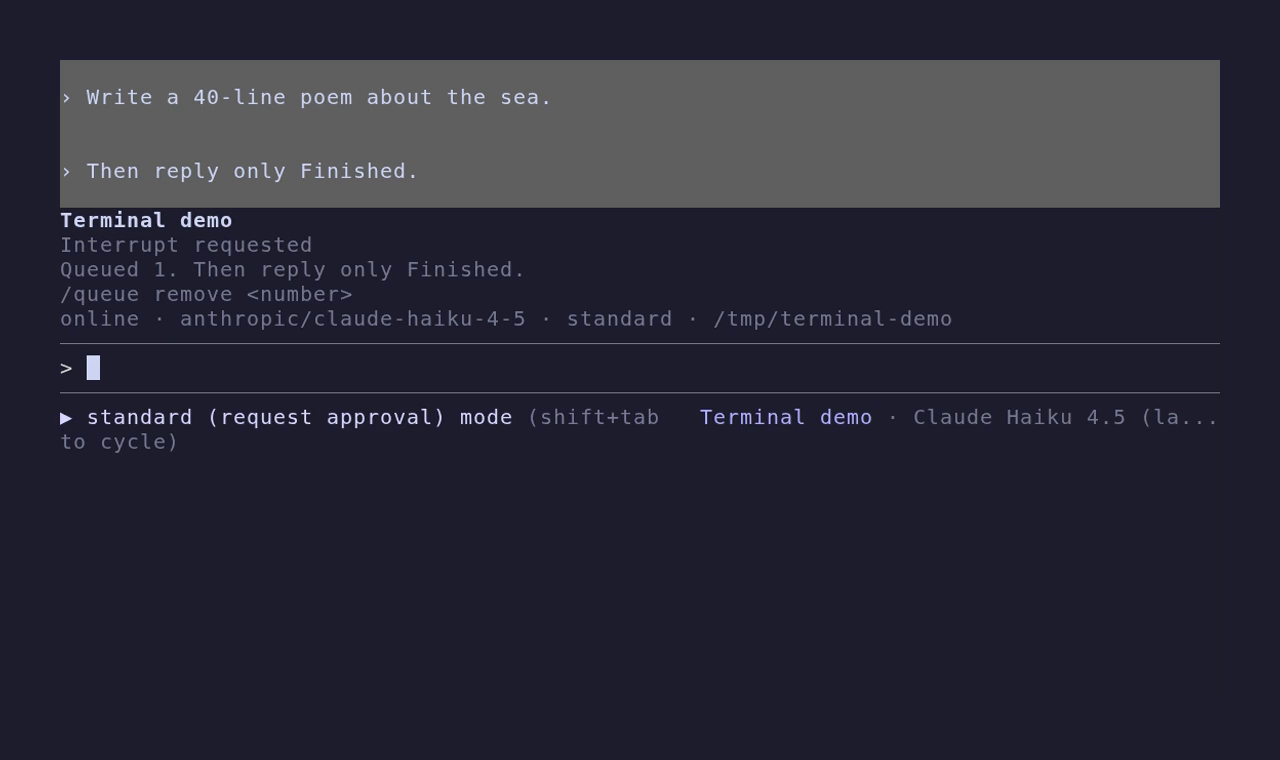 › Write a 40-line poem about the sea.
› Then reply only Finished.
Terminal demo
Interrupt requested
Queued 1. Then reply only Finished.
/queue remove <number>
online · anthropic/claude-haiku-4-5 · standard · /tmp/terminal-demo
>
▶ standard (request approval) mode (shift+tab   Terminal demo · Claude Haiku 4.5 (la...
to cycle)